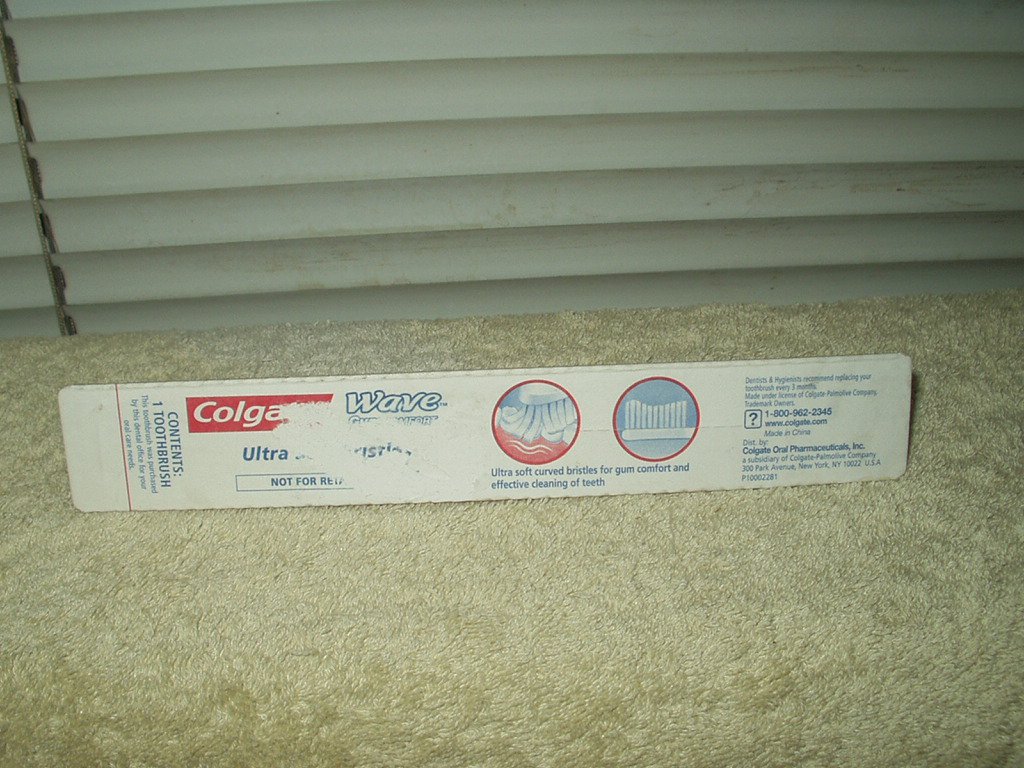 CONTENTS:
1 TOOTHBRUSH
This toothbrush was purchased
by this dental office for your
oral care needs.
Colga
Wave™
Ultra
NOT FOR
Ultra soft curved bristles for gum comfort and
effective cleaning of teeth
Dentists & Hygienists recommend replacing your
toothbrush every 3 months.
Made under license of Colgate-Palmolive Company,
Trademark Owners.
? 1-800-962-2345
www.colgate.com
Made in China
Dist. by:
Colgate Oral Pharmaceuticals, Inc.
a subsidiary of Colgate-Palmolive Company
300 Park Avenue, New York, NY 10022 U.S.A
P10002281